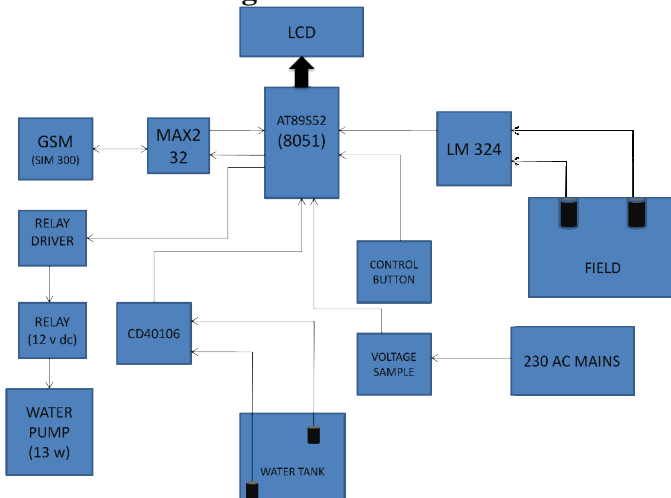 g
LCD
AT89S52
(8051)
GSM
(SIM 300)
MAX2
32
LM 324
RELAY
DRIVER
CONTROL
BUTTON
FIELD
RELAY
(12 v dc)
CD40106
VOLTAGE
SAMPLE
230 AC MAINS
WATER
PUMP
(13 w)
WATER TANK